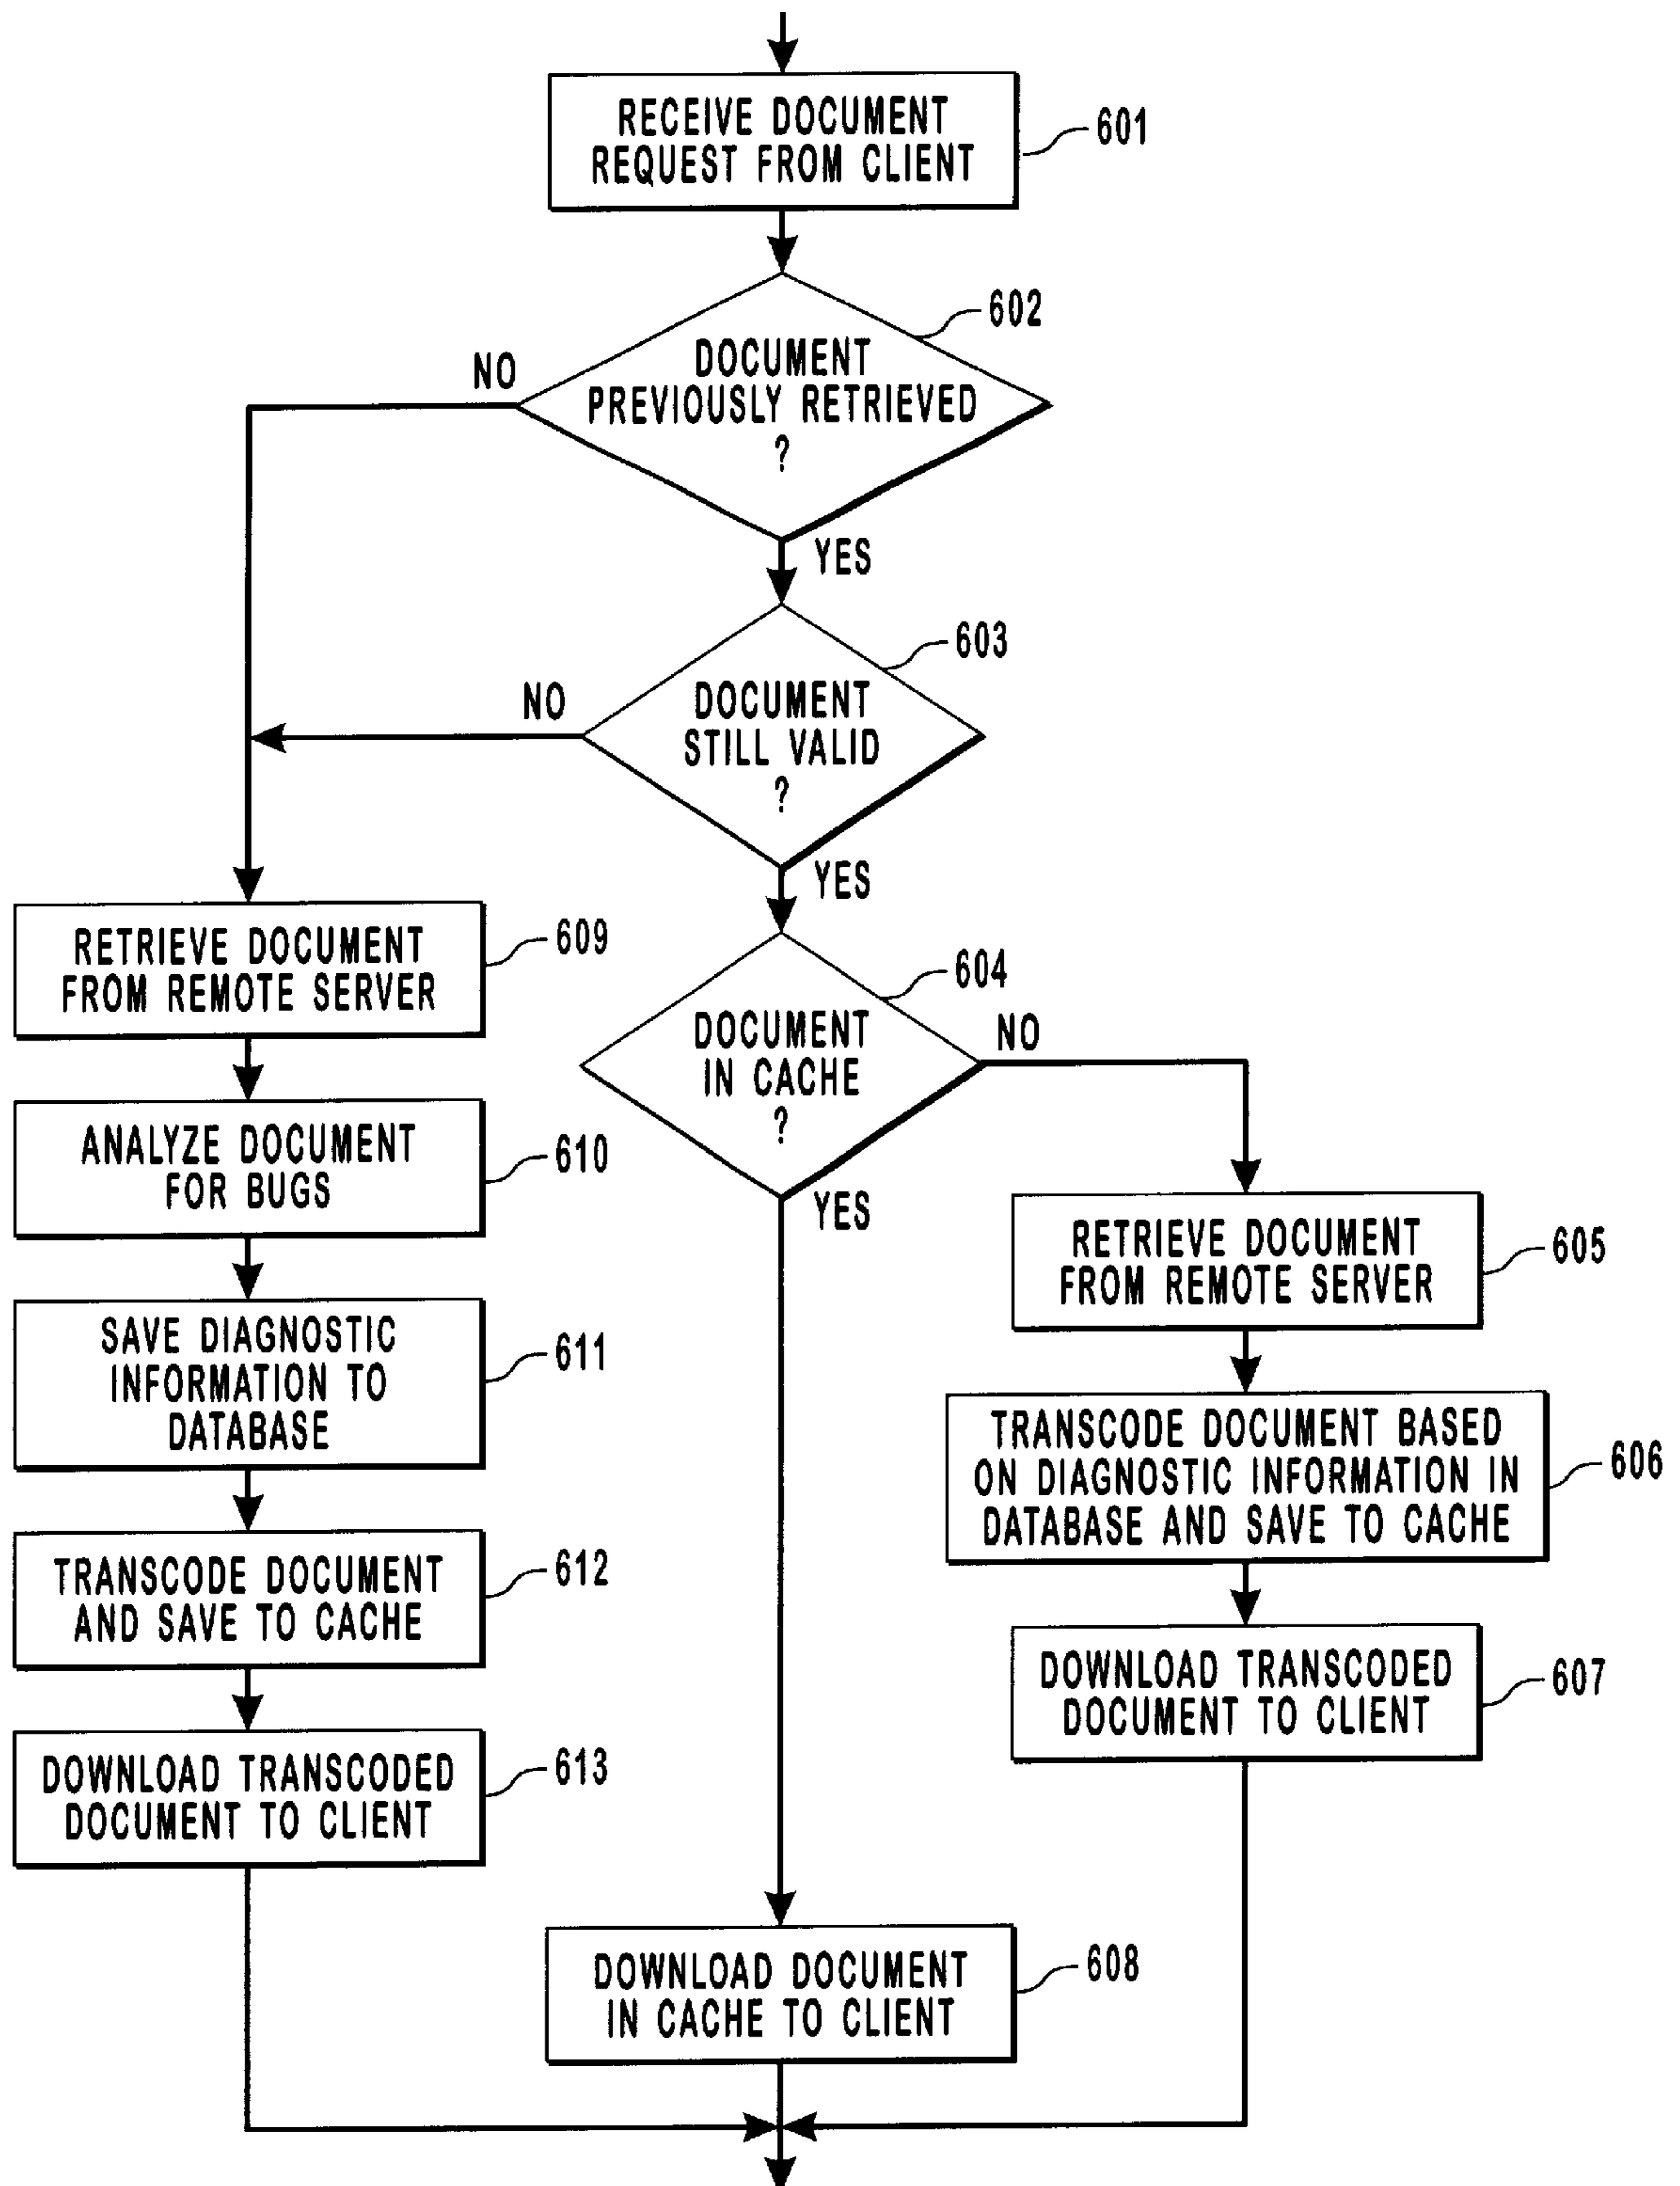 RECEIVE DOCUMENT
REQUEST FROM CLIENT
601
602
DOCUMENT
PREVIOUSLY RETRIEVED
?
NO
YES
603
DOCUMENT
STILL VALID
?
NO
YES
604
DOCUMENT
IN CACHE
?
NO
YES
RETRIEVE DOCUMENT
FROM REMOTE SERVER
609
ANALYZE DOCUMENT
FOR BUGS
610
SAVE DIAGNOSTIC
INFORMATION TO
DATABASE
611
TRANSCODE DOCUMENT
AND SAVE TO CACHE
612
DOWNLOAD TRANSCODED
DOCUMENT TO CLIENT
613
RETRIEVE DOCUMENT
FROM REMOTE SERVER
605
TRANSCODE DOCUMENT BASED
ON DIAGNOSTIC INFORMATION IN
DATABASE AND SAVE TO CACHE
606
DOWNLOAD TRANSCODED
DOCUMENT TO CLIENT
607
DOWNLOAD DOCUMENT
IN CACHE TO CLIENT
608